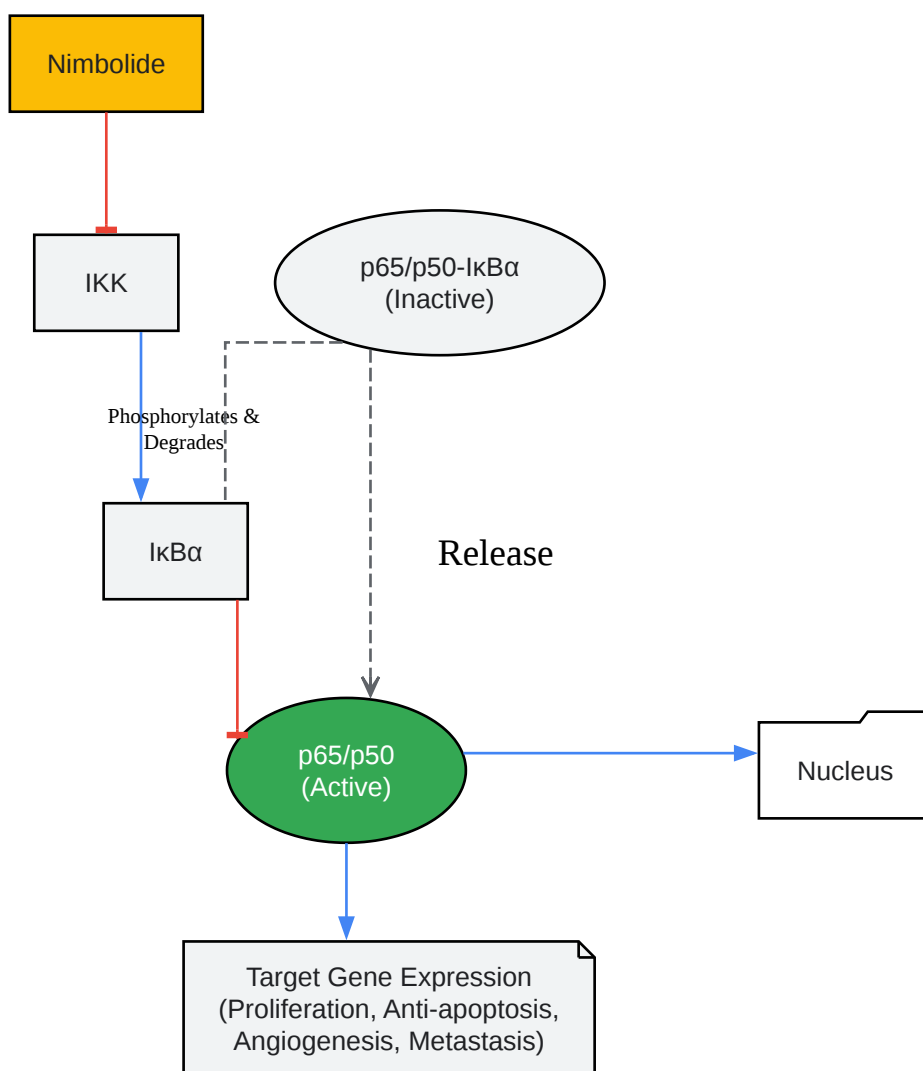 Nimbolide
IKK
p65/p50-IκBα
(Inactive)
Phosphorylates &
Degrades
IκBα
Release
p65/p50
(Active)
Nucleus
Target Gene Expression
(Proliferation, Anti-apoptosis,
Angiogenesis, Metastasis)